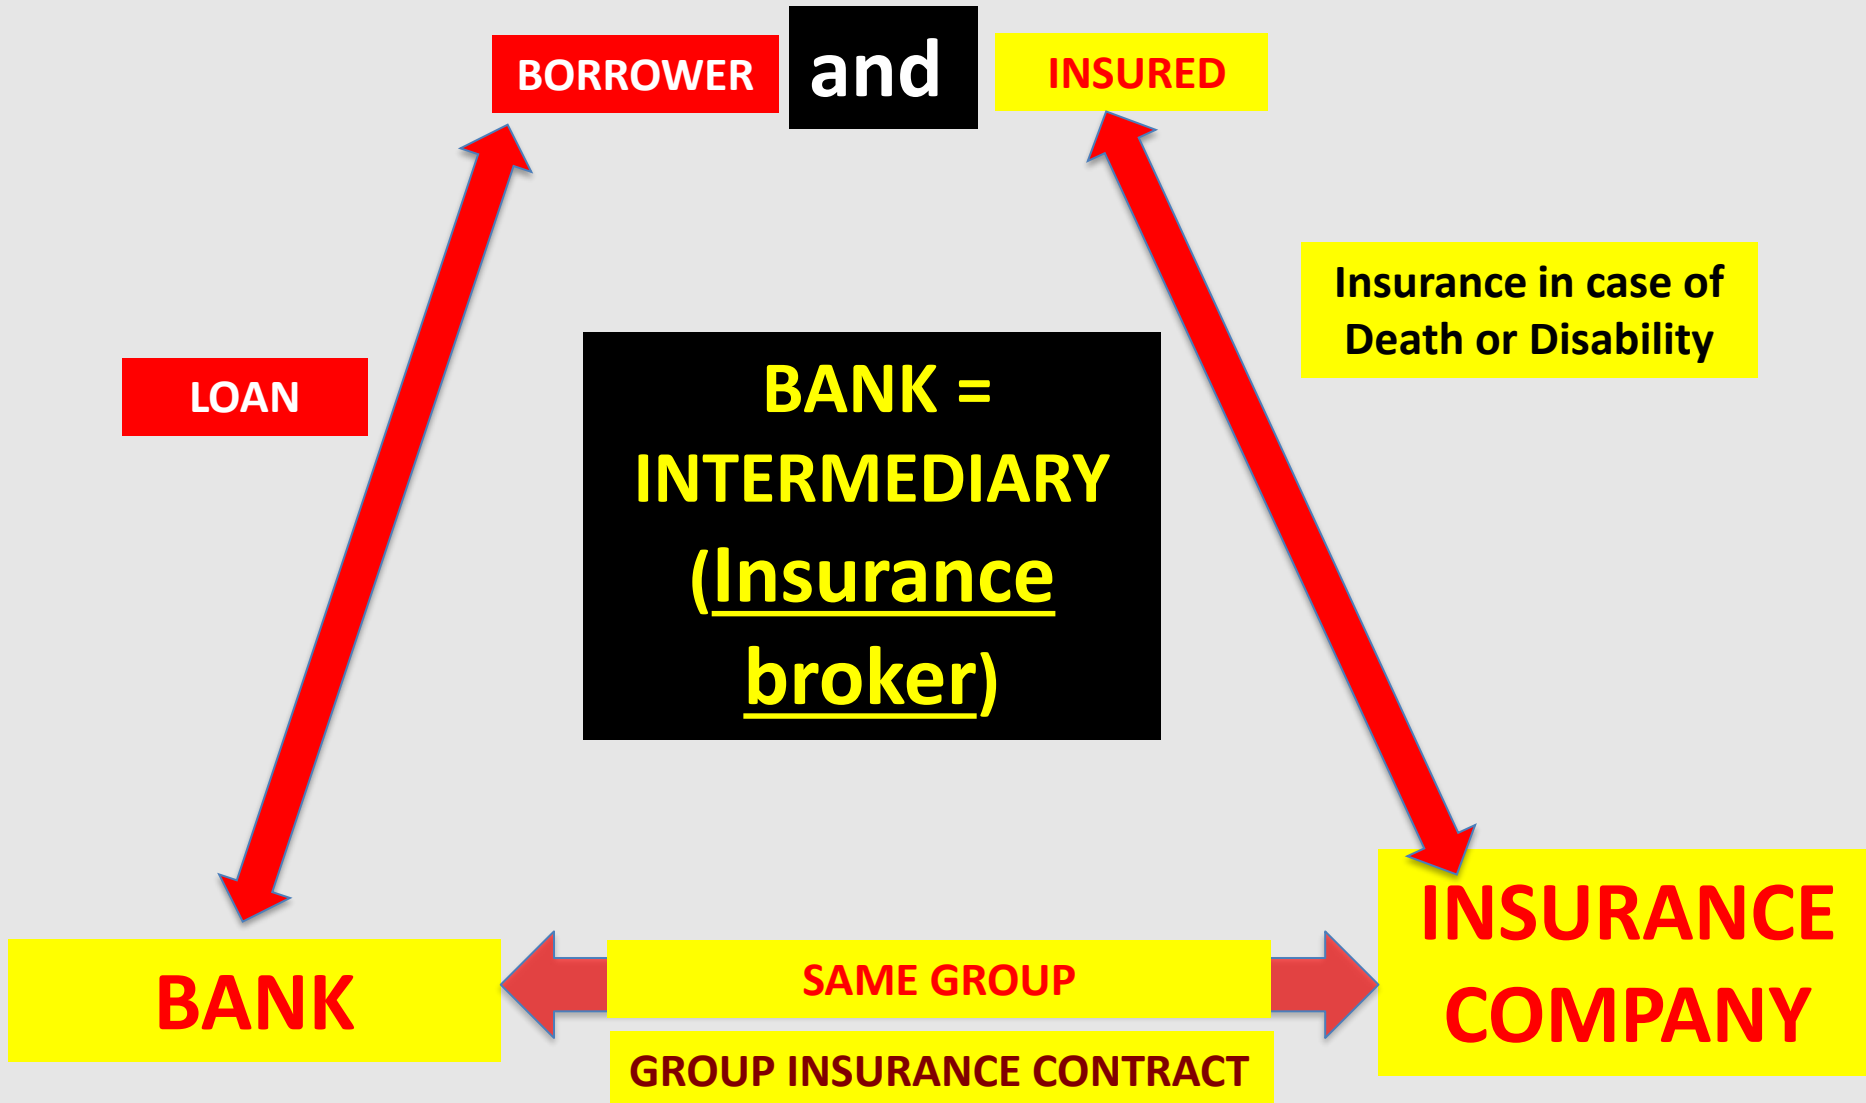 BORROWER and INSURED
Insurance in case of
Death or Disability
LOAN
BANK =
INTERMEDIARY
(Insurance
broker)
BANK
SAME GROUP
GROUP INSURANCE CONTRACT
INSURANCE
COMPANY